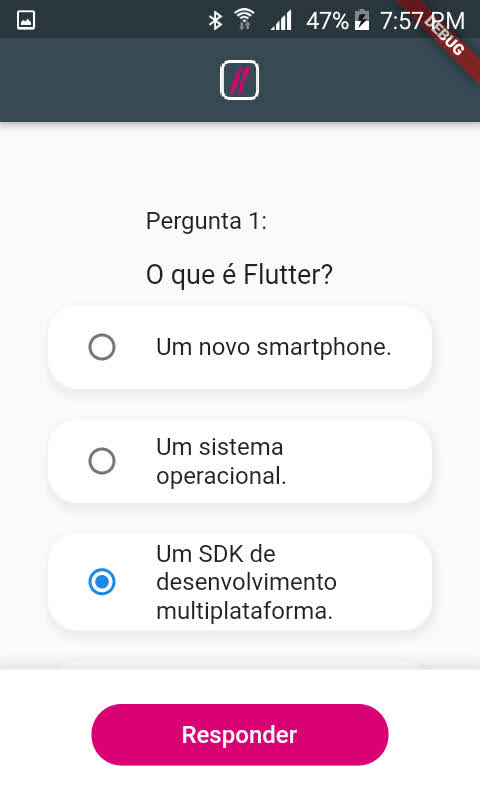 47% 7:57 PM
DEBUG
Pergunta 1:
O que é Flutter?
Um novo smartphone.
Um sistema
operacional.
Um SDK de
desenvolvimento
multiplataforma.
Responder